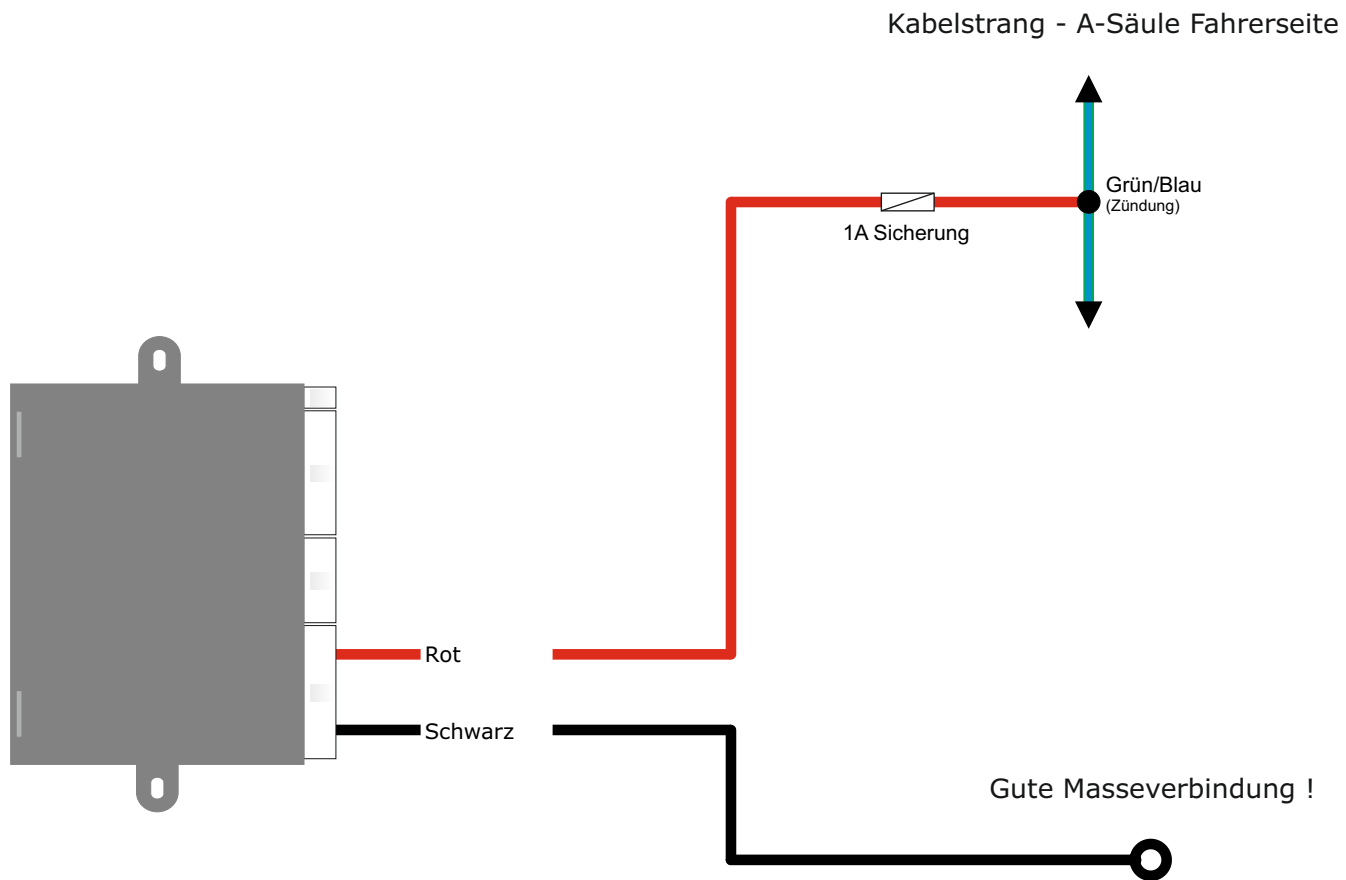 Kabelstrang - A-Säule Fahrerseite
Grün/Blau
(Zündung)
1A Sicherung
Rot
Schwarz
Gute Masseverbindung !